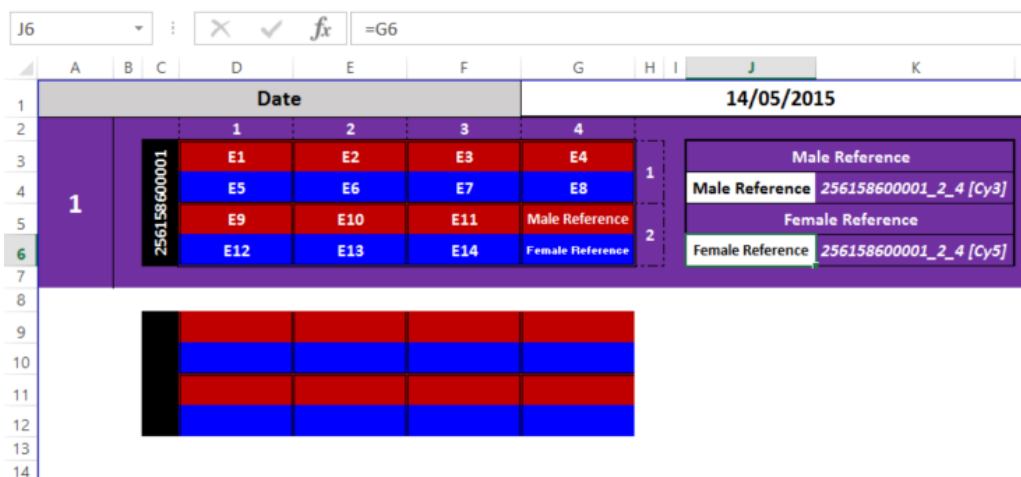 J6 fx =G6
A B C D E F G H I J K
1 Date 14/05/2015
2 1 2 3 4
3 E1 E2 E3 E4 Male Reference
256158600001 1
4 E5 E6 E7 E8 Male Reference 256158600001_2_4 [Cy3]
1
5 E9 E10 E11 Male Reference Female Reference
2
6 E12 E13 E14 Female Reference Female Reference 256158600001_2_4 [Cy5]
7
8
9
10
11
12
13
14